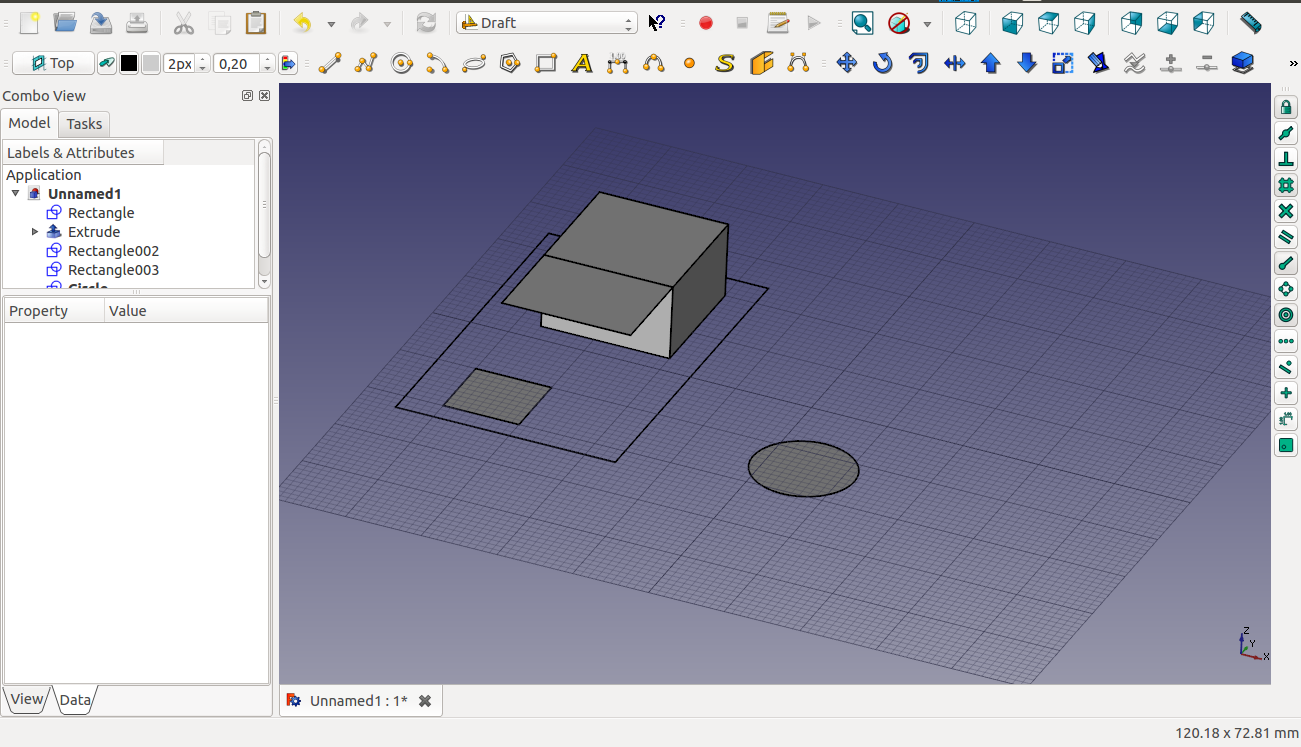 Draft
Top
2px
0,20
A
S
»
Combo View
Model
Tasks
Labels & Attributes
Application
Unnamed1
Rectangle
Extrude
Rectangle002
Rectangle003
Circle
Property
Value
View
Data
Z
Y
X
Unnamed1 : 1*
120.18 x 72.81 mm